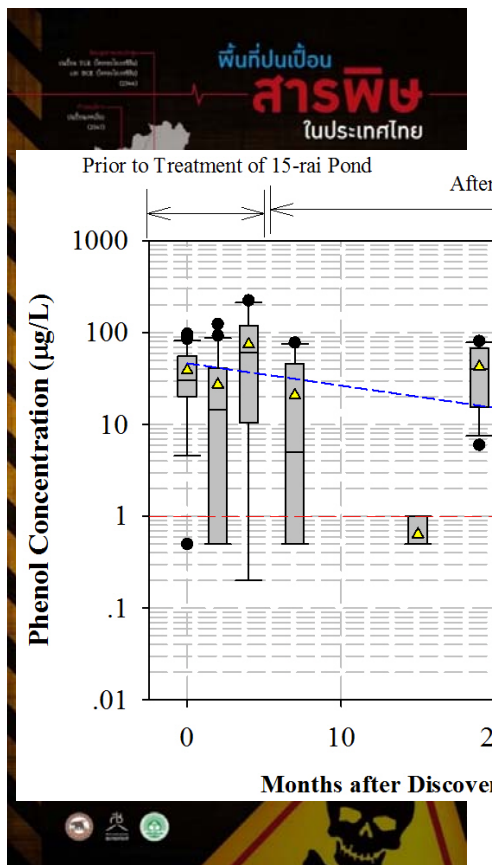 พื้นที่ปนเปื้อน
สารพิษ
ในประเทศไทย
Prior to Treatment of 15-rai Pond
After
1000
100
10
1
.1
.01
Phenol Concentration (µg/L)
0
10
2
Months after Discover